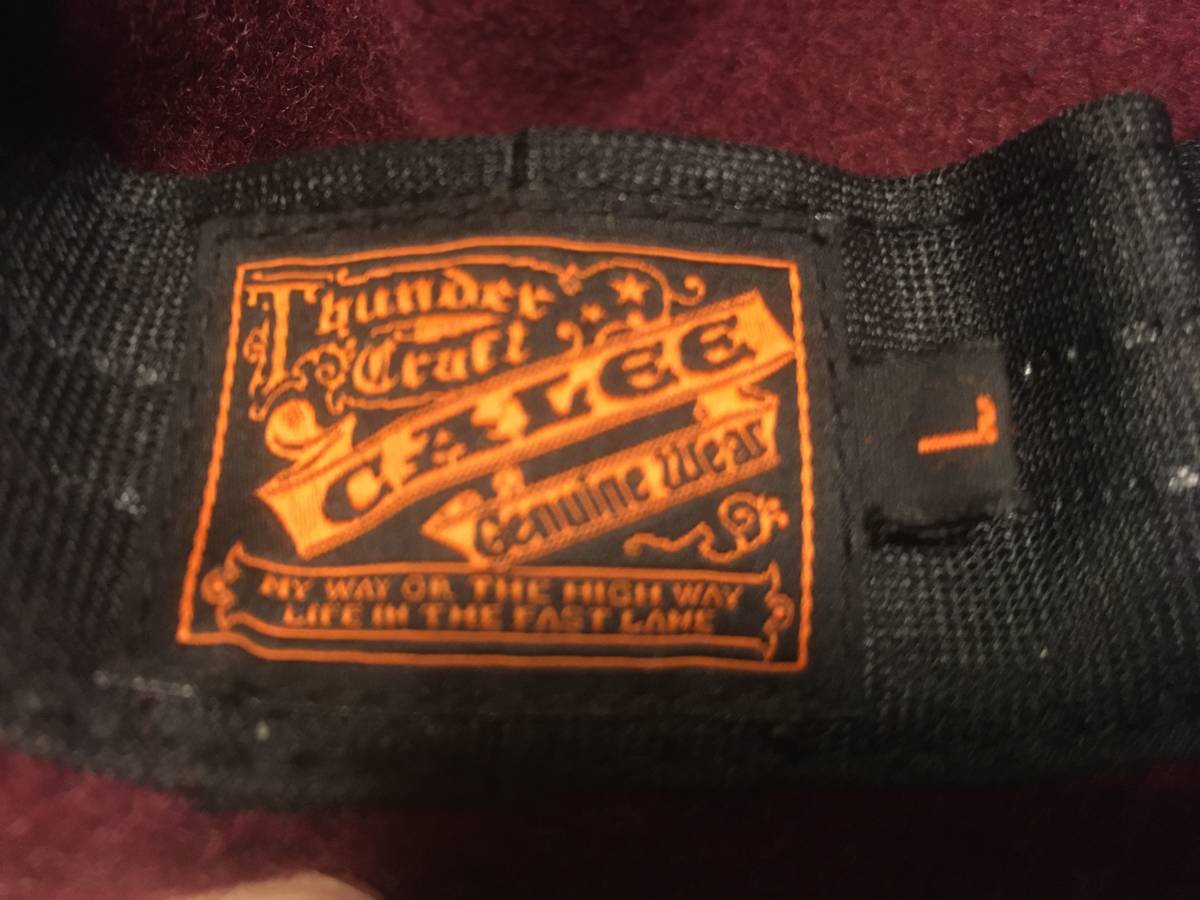 Thunder
Craft
CALEE
Genuine Wear
MY WAY OR THE HIGH WAY
LIFE IN THE FAST LANE
L